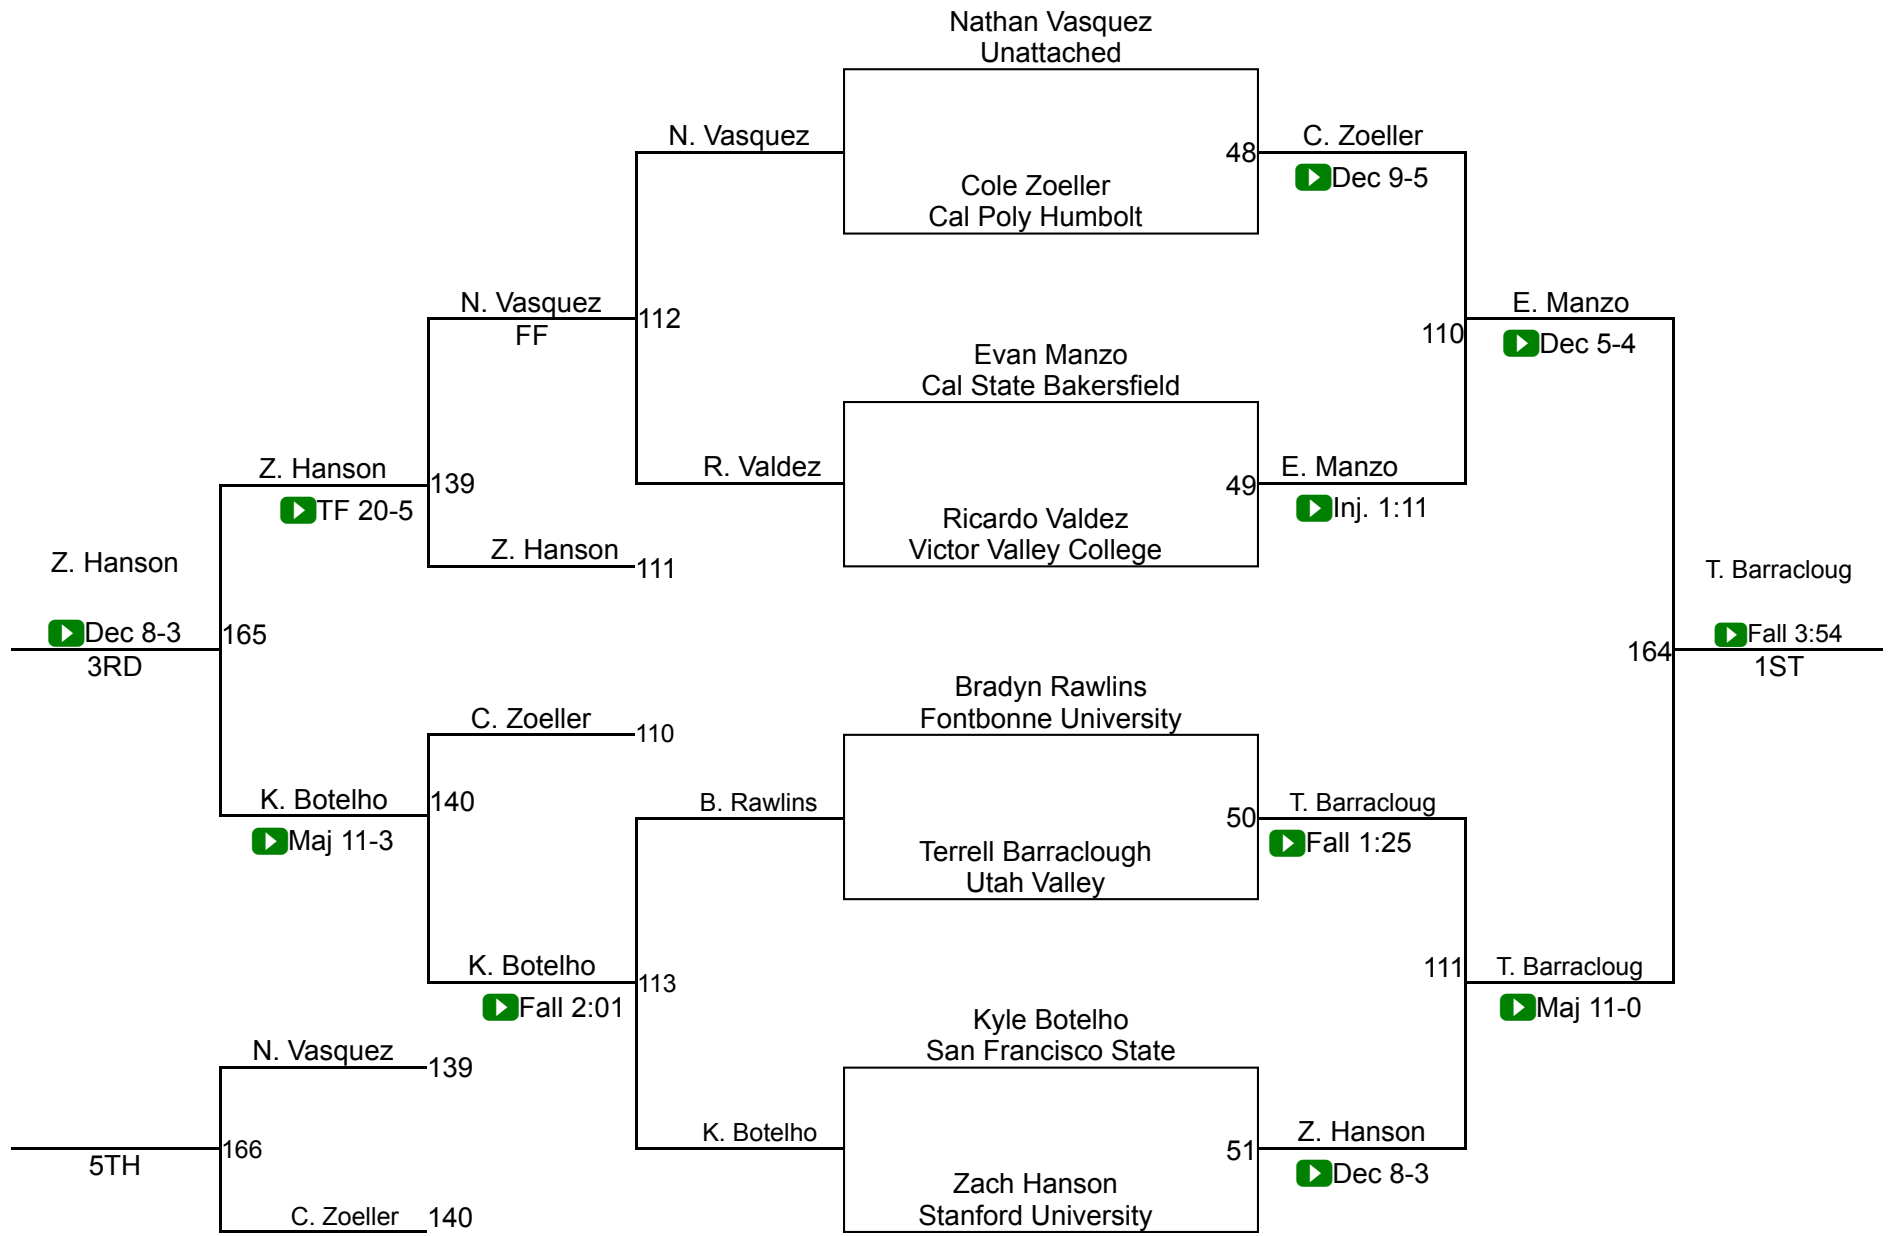 Nathan Vasquez
Unattached
N. Vasquez
48
C. Zoeller
Dec 9-5
Cole Zoeller
Cal Poly Humbolt
N. Vasquez
FF
112
110
E. Manzo
Dec 5-4
Evan Manzo
Cal State Bakersfield
Z. Hanson
TF 20-5
139
R. Valdez
49
E. Manzo
Inj. 1:11
Ricardo Valdez
Victor Valley College
Z. Hanson
111
Z. Hanson
Dec 8-3
3RD
165
T. Barracloug
Fall 3:54
1ST
164
Bradyn Rawlins
Fontbonne University
C. Zoeller
110
K. Botelho
Maj 11-3
140
B. Rawlins
50
T. Barracloug
Fall 1:25
Terrell Barraclough
Utah Valley
K. Botelho
Fall 2:01
113
111
T. Barracloug
Maj 11-0
Kyle Botelho
San Francisco State
N. Vasquez
139
166
5TH
C. Zoeller
140
K. Botelho
51
Z. Hanson
Dec 8-3
Zach Hanson
Stanford University